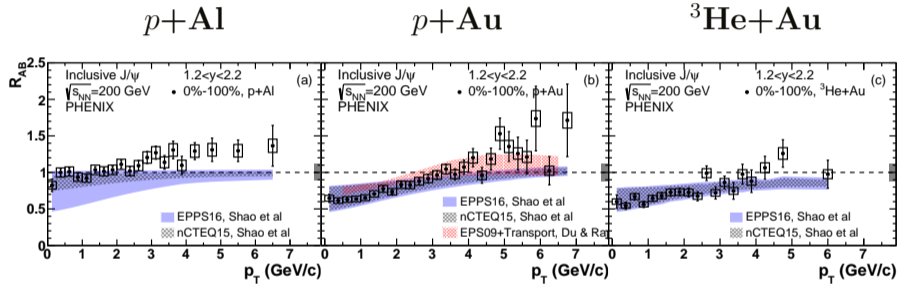 p+Al
p+Au
³He+Au
R_AB
2.5
2
1.5
1
0.5
0
Inclusive J/ψ 1.2<y<2.2 (a)
√s_NN=200 GeV • 0%-100%, p+Al
PHENIX
EPPS16, Shao et al
nCTEQ15, Shao et al
0 1 2 3 4 5 6 7
p_T (GeV/c)
Inclusive J/ψ 1.2<y<2.2 (b)
√s_NN=200 GeV • 0%-100%, p+Au
PHENIX
EPPS16, Shao et al
nCTEQ15, Shao et al
EPS09+Transport, Du & Ra
0 1 2 3 4 5 6 7
p_T (GeV/c)
Inclusive J/ψ 1.2<y<2.2 (c)
√s_NN=200 GeV • 0%-100%, ³He+Au
PHENIX
EPPS16, Shao et al
nCTEQ15, Shao et al
0 1 2 3 4 5 6 7
p_T (GeV/c)